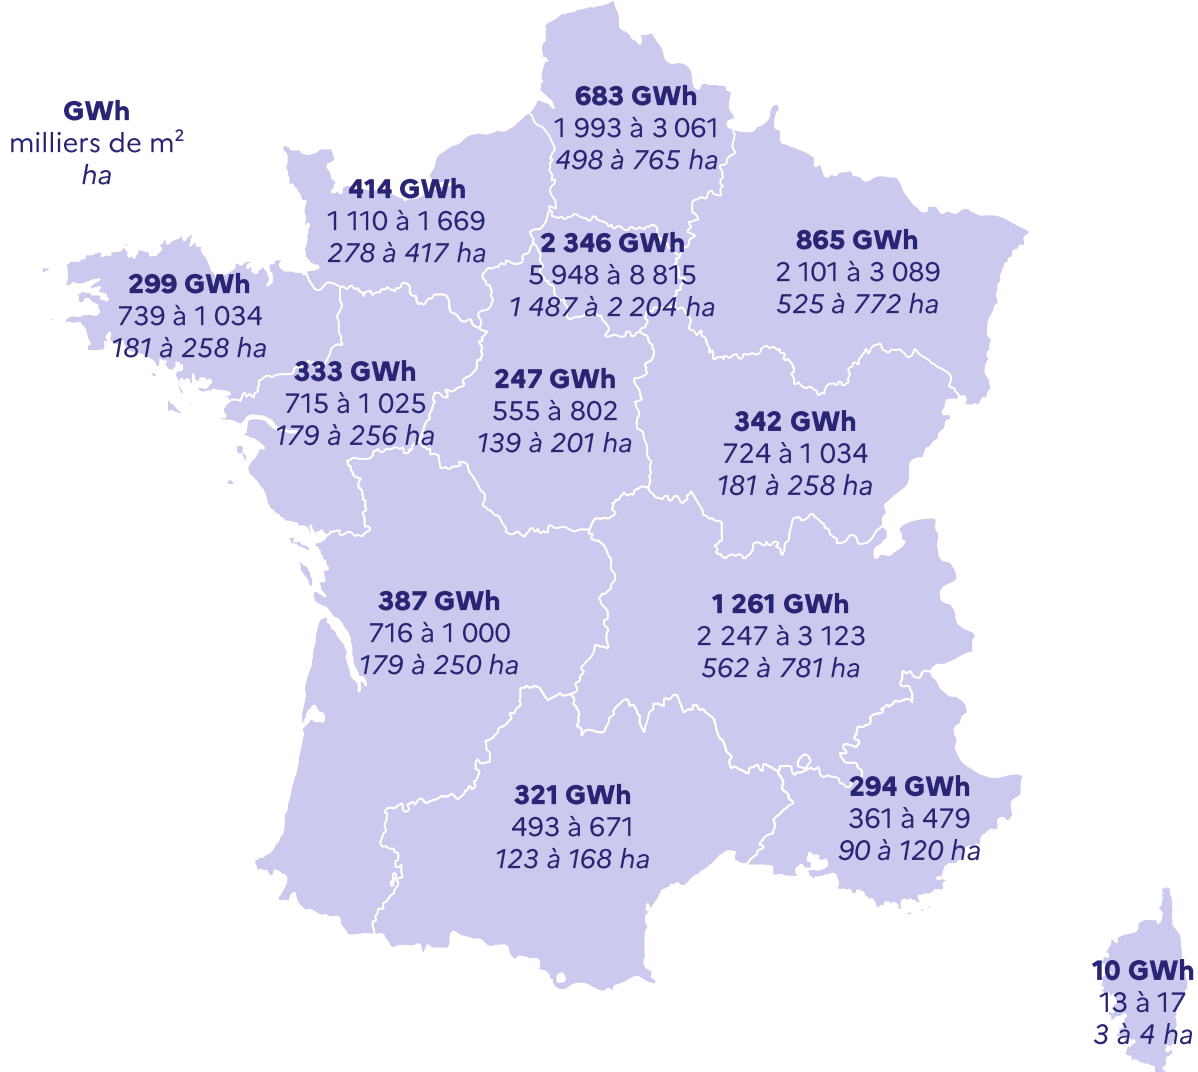 GWh
milliers de m²
ha
683 GWh
1 993 à 3 061
498 à 765 ha
414 GWh
1 110 à 1 669
278 à 417 ha
2 346 GWh
5 948 à 8 815
1 487 à 2 204 ha
865 GWh
2 101 à 3 089
525 à 772 ha
299 GWh
739 à 1 034
181 à 258 ha
333 GWh
715 à 1 025
179 à 256 ha
247 GWh
555 à 802
139 à 201 ha
342 GWh
724 à 1 034
181 à 258 ha
387 GWh
716 à 1 000
179 à 250 ha
1 261 GWh
2 247 à 3 123
562 à 781 ha
321 GWh
493 à 671
123 à 168 ha
294 GWh
361 à 479
90 à 120 ha
10 GWh
13 à 17
3 à 4 ha